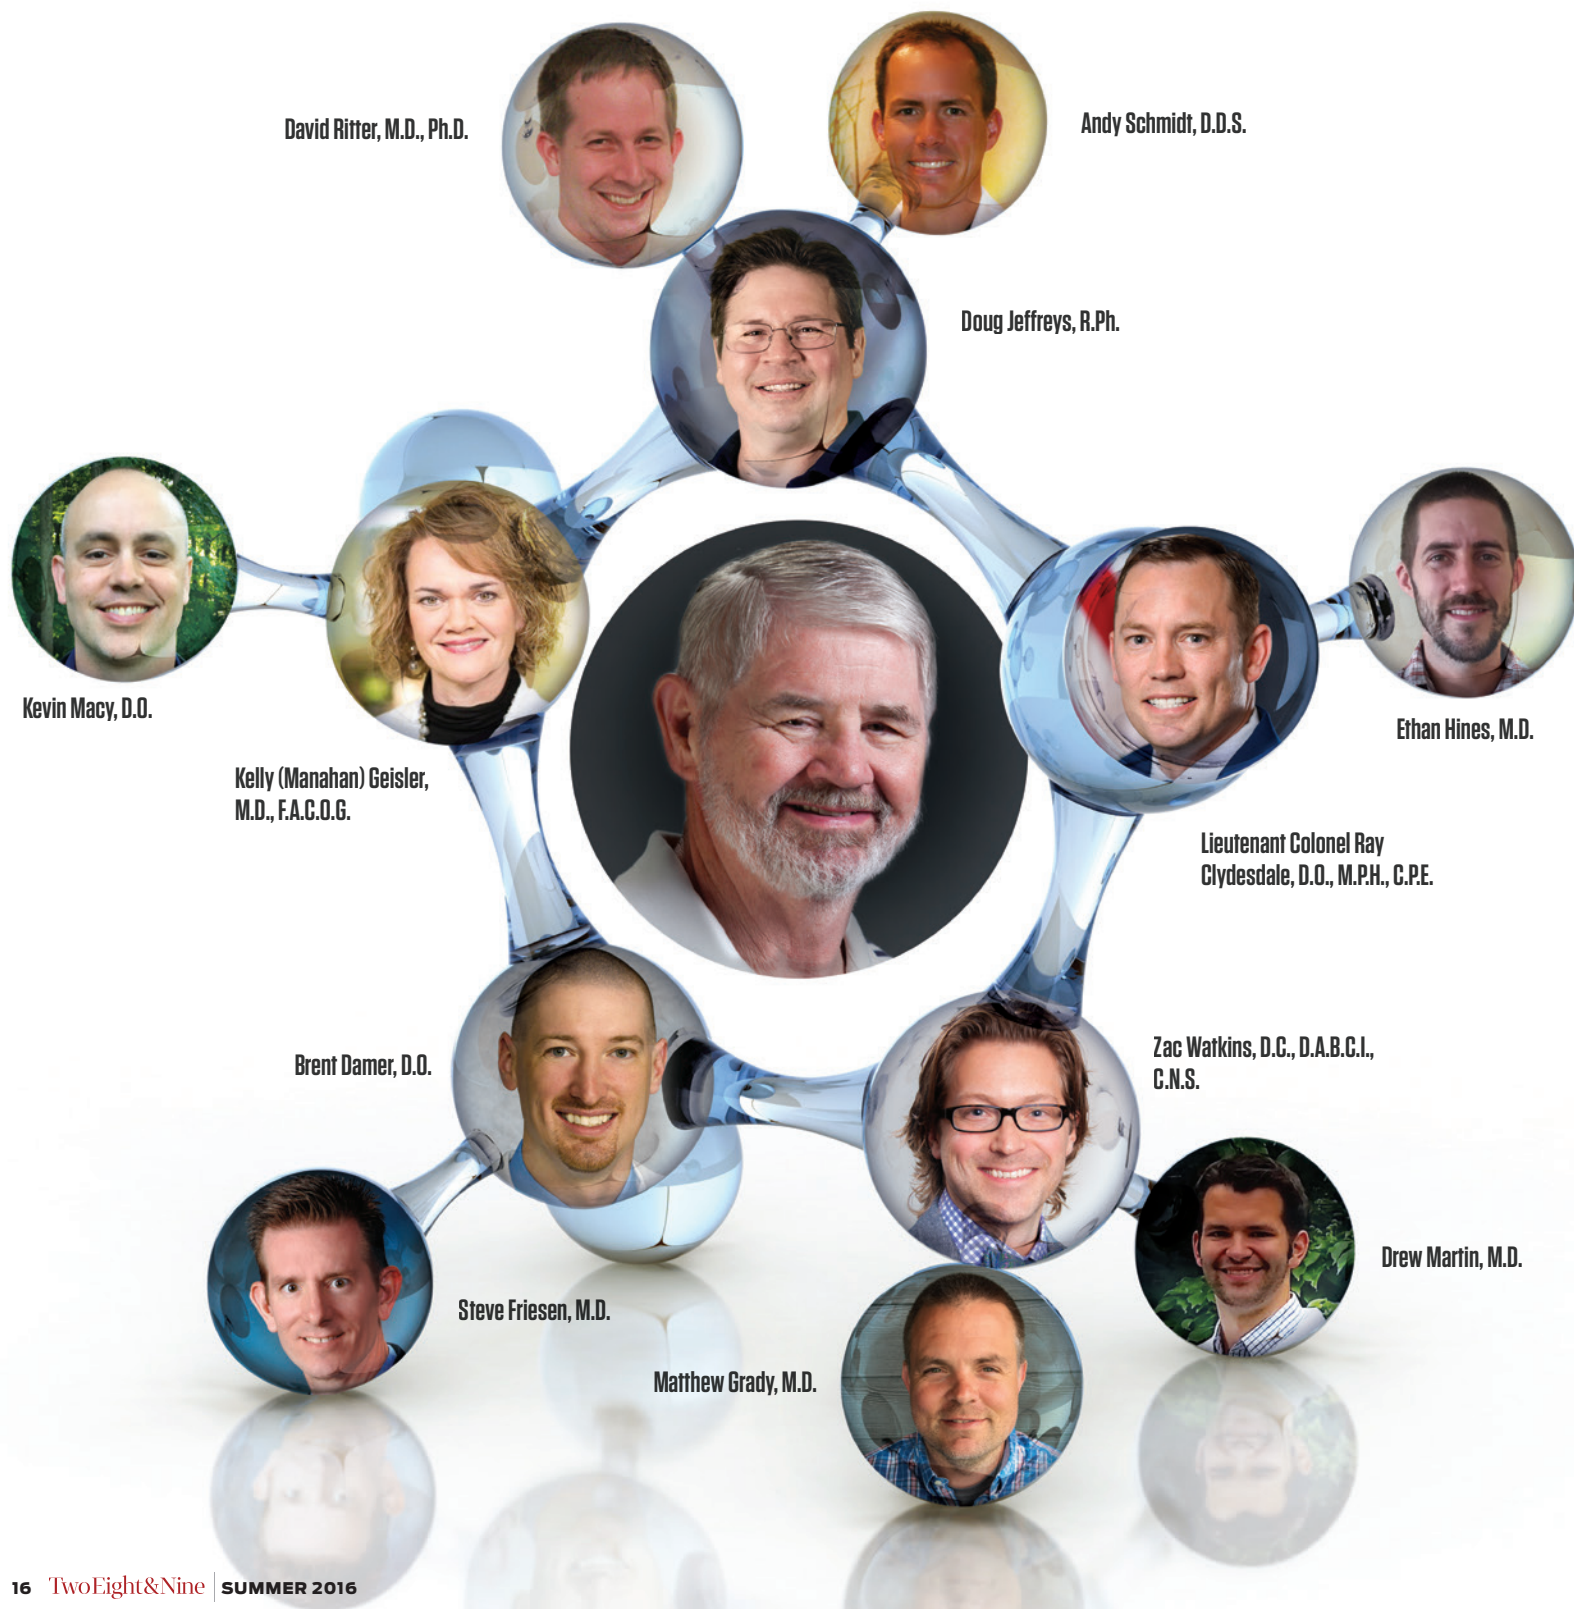 David Ritter, M.D., Ph.D.
Andy Schmidt, D.D.S.
Doug Jeffreys, R.Ph.
Kevin Macy, D.O.
Kelly (Manahan) Geisler,
M.D., F.A.C.O.G.
Ethan Hines, M.D.
Lieutenant Colonel Ray
Clydesdale, D.O., M.P.H., C.P.E.
Brent Damer, D.O.
Zac Watkins, D.C., D.A.B.C.I.,
C.N.S.
Drew Martin, M.D.
Steve Friesen, M.D.
Matthew Grady, M.D.
16 TwoEight&Nine | SUMMER 2016